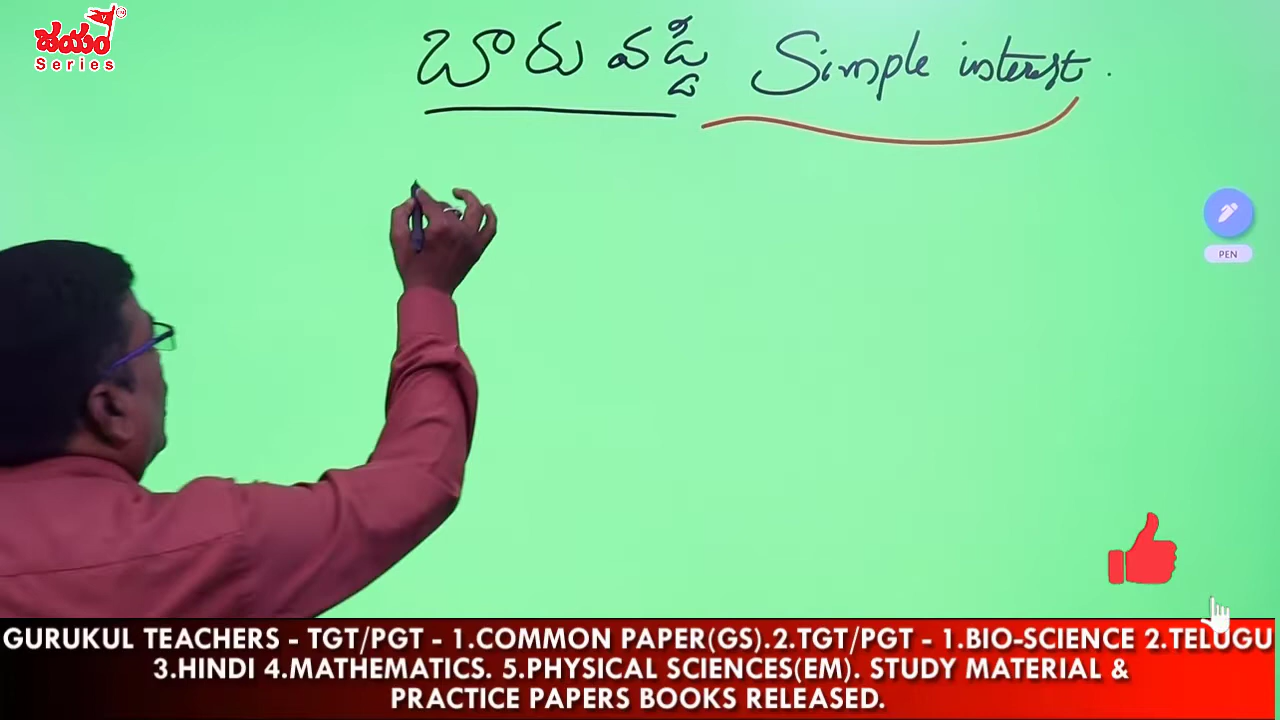 జయం
Series
బారు వడ్డీ Simple interest.
PEN
GURUKUL TEACHERS - TGT/PGT - 1.COMMON PAPER(GS).2.TGT/PGT - 1.BIO-SCIENCE 2.TELUGU
3.HINDI 4.MATHEMATICS. 5.PHYSICAL SCIENCES(EM). STUDY MATERIAL &
PRACTICE PAPERS BOOKS RELEASED.